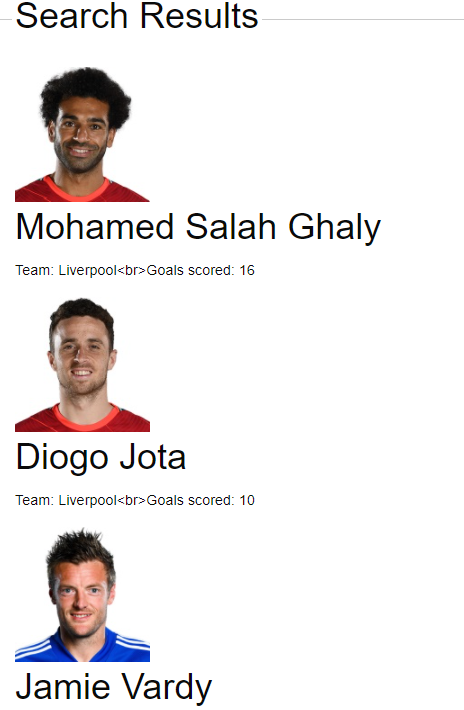 Search Results
Mohamed Salah Ghaly
Team: Liverpool<br>Goals scored: 16
Diogo Jota
Team: Liverpool<br>Goals scored: 10
Jamie Vardy